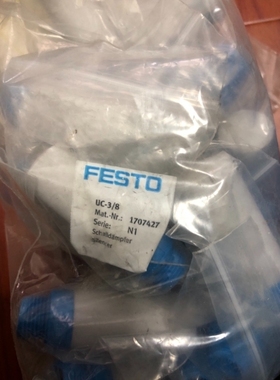 FESTO
UC-3/8
Mat.-Nr.: 1707427
Serie: N1
Schalldämpfer